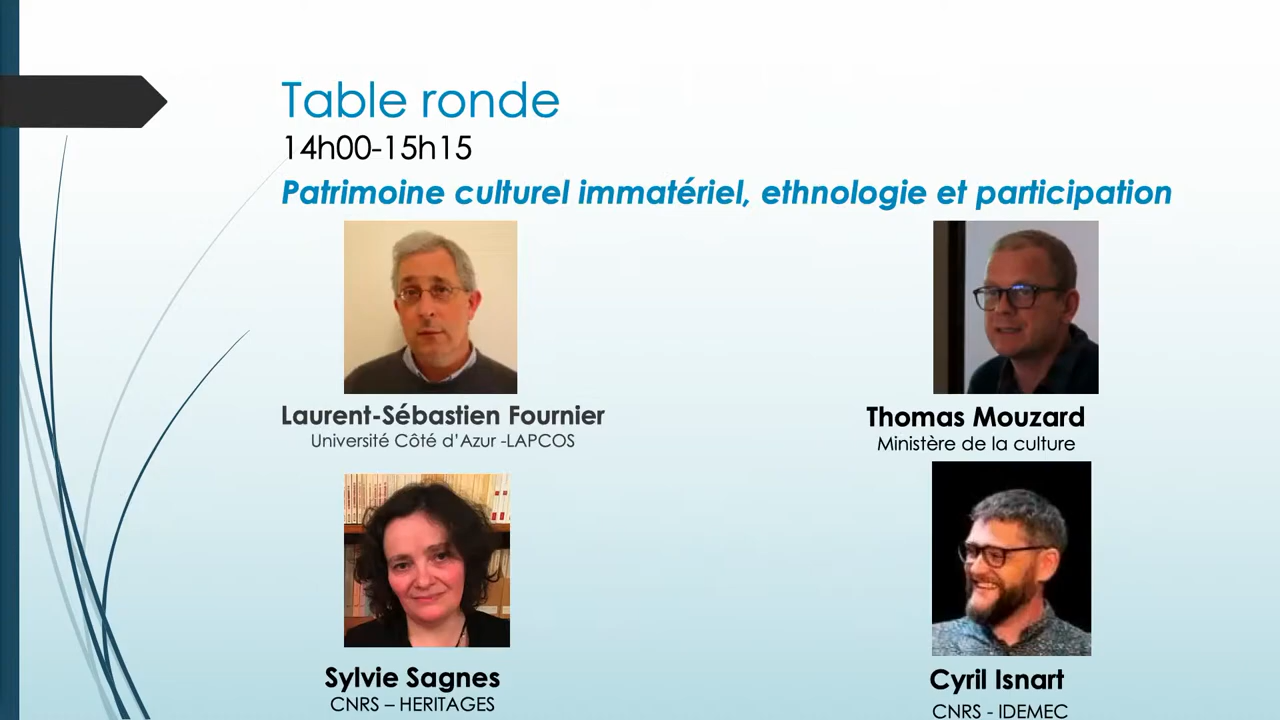 Table ronde
14h00-15h15
Patrimoine culturel immatériel, ethnologie et participation
Laurent-Sébastien Fournier
Université Côté d'Azur -LAPCOS
Thomas Mouzard
Ministère de la culture
Sylvie Sagnes
CNRS – HERITAGES
Cyril Isnart
CNRS - IDEMEC